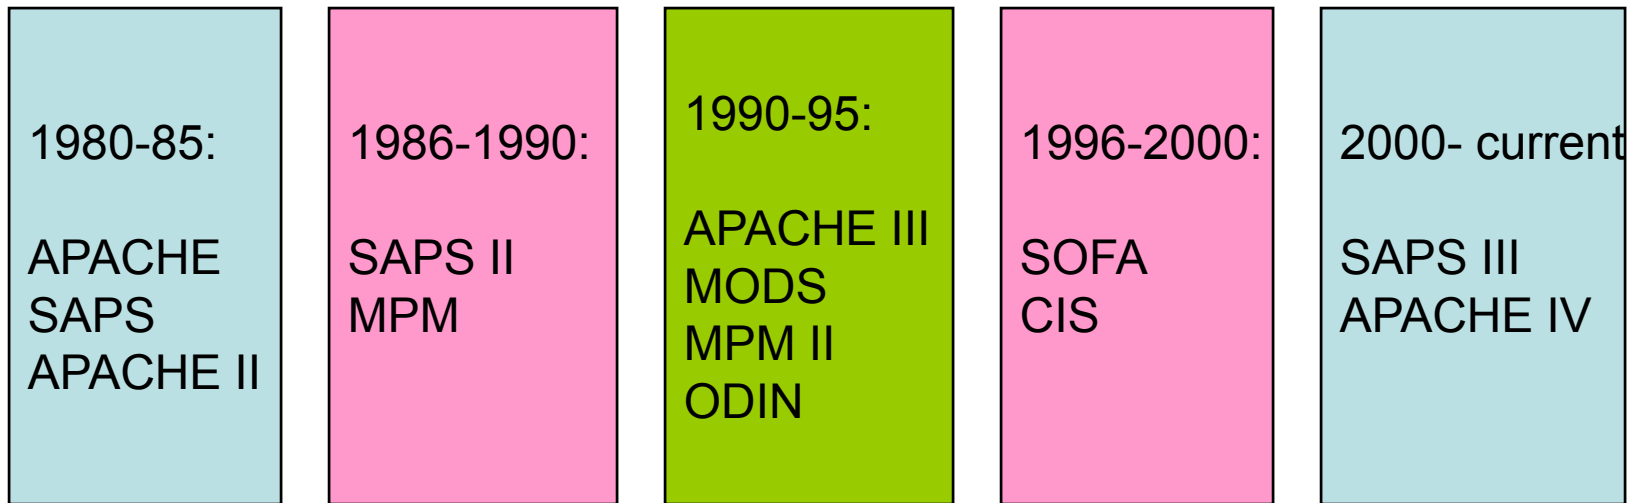 1980-85:
APACHE
SAPS
APACHE II
1986-1990:
SAPS II
MPM
1990-95:
APACHE III
MODS
MPM II
ODIN
1996-2000:
SOFA
CIS
2000- current
SAPS III
APACHE IV